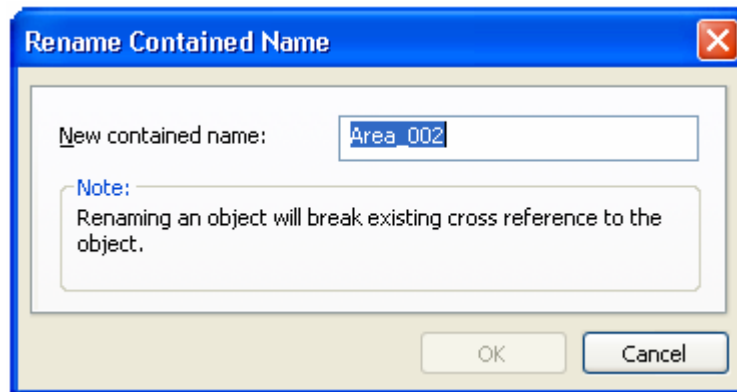 Rename Contained Name
New contained name:
Area_002
Note:
Renaming an object will break existing cross reference to the
object.
OK
Cancel